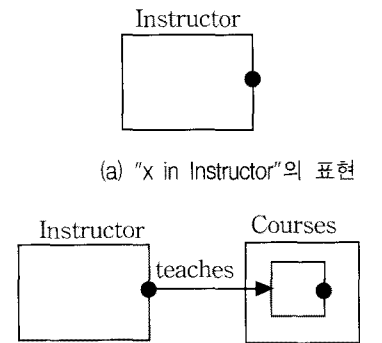 Instructor
(a) "x in Instructor"의 표현
Instructor
Courses
teaches